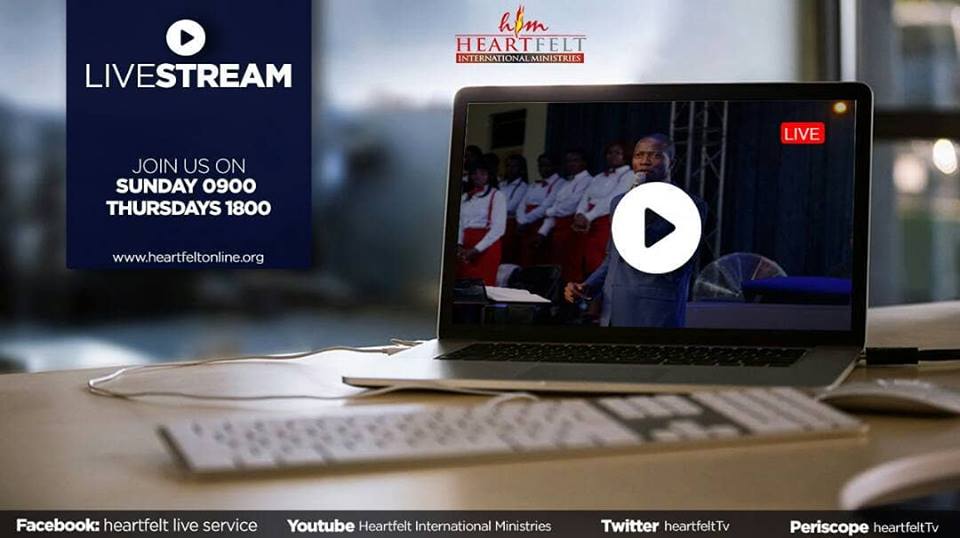 LIVESTREAM
JOIN US ON
SUNDAY 0900
THURSDAYS 1800
www.heartfeltonline.org
hfm
HEARTFELT
INTERNATIONAL MINISTRIES
LIVE
Facebook: heartfelt live service
Youtube Heartfelt International Ministries
Twitter heartfeltTv
Periscope heartfeltTv